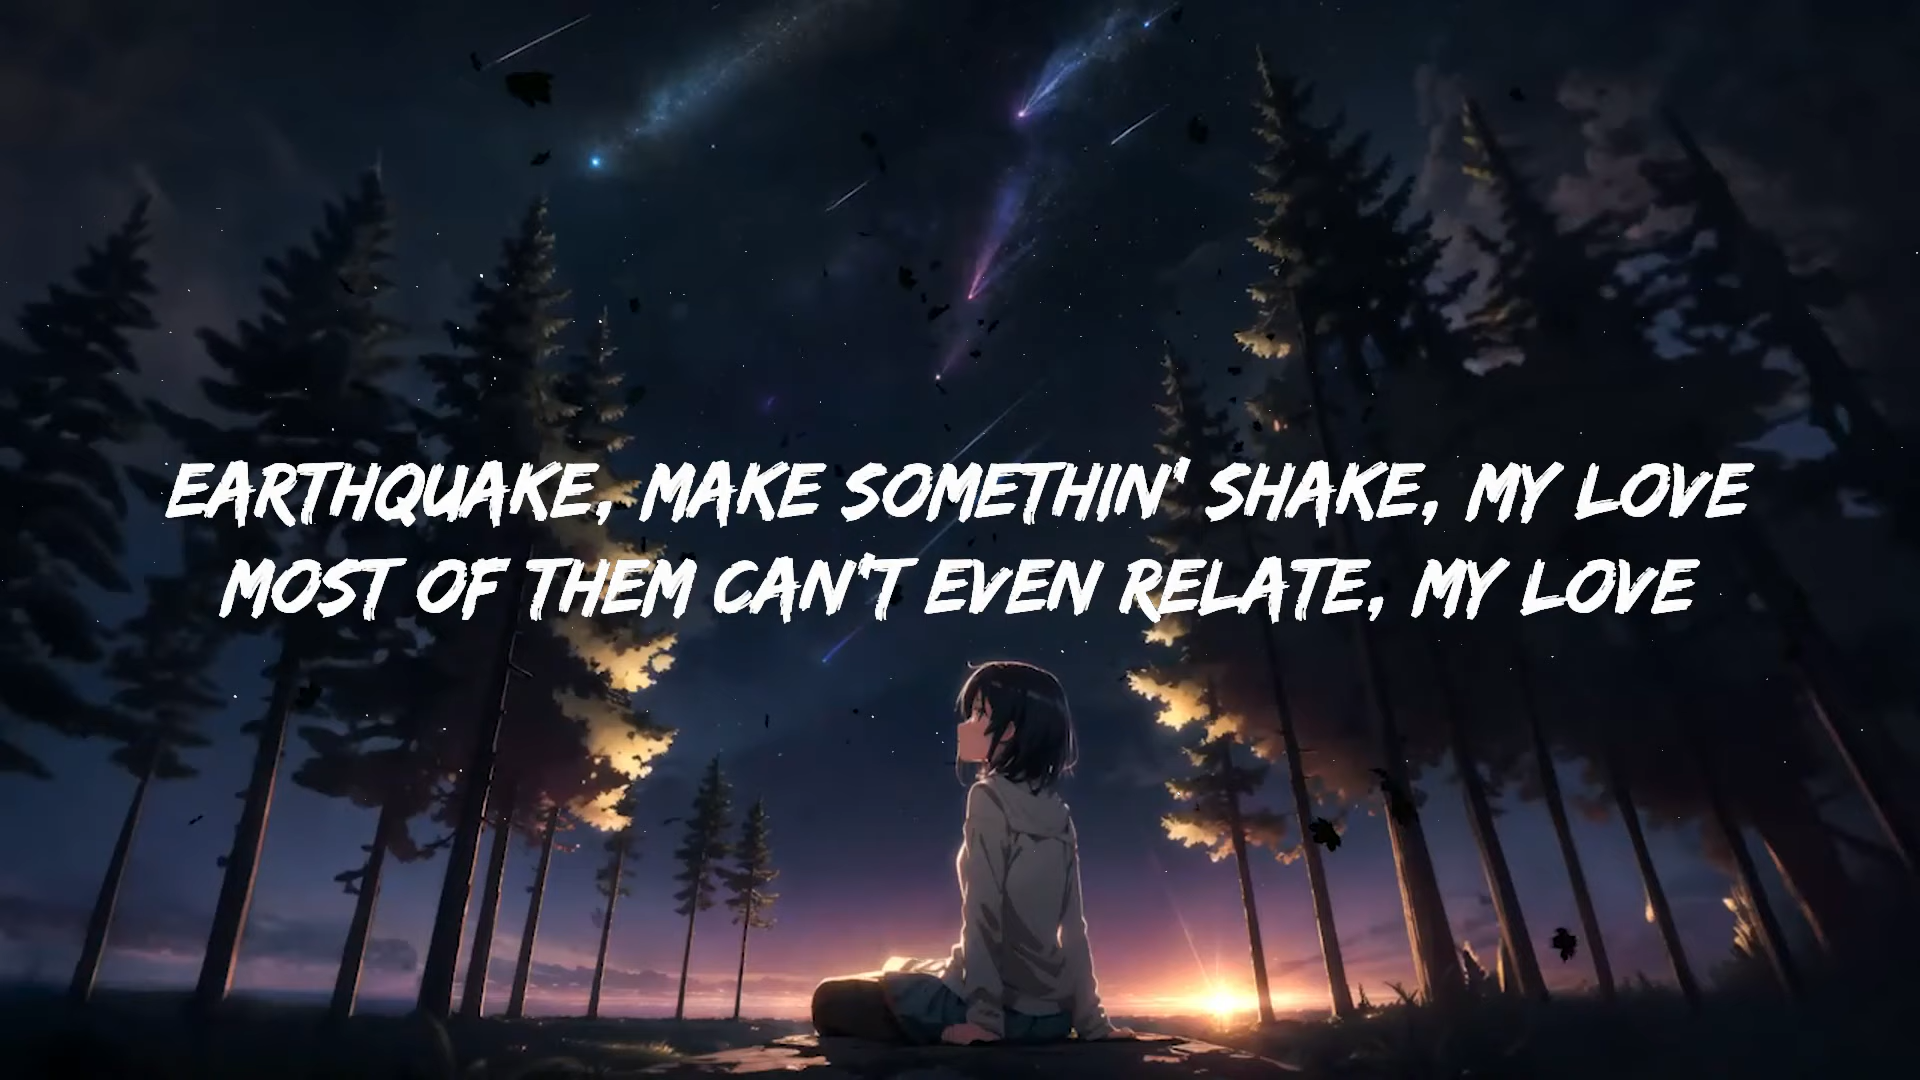 EARTHQUAKE, MAKE SOMETHIN' SHAKE, MY LOVE
MOST OF THEM CAN'T EVEN RELATE, MY LOVE